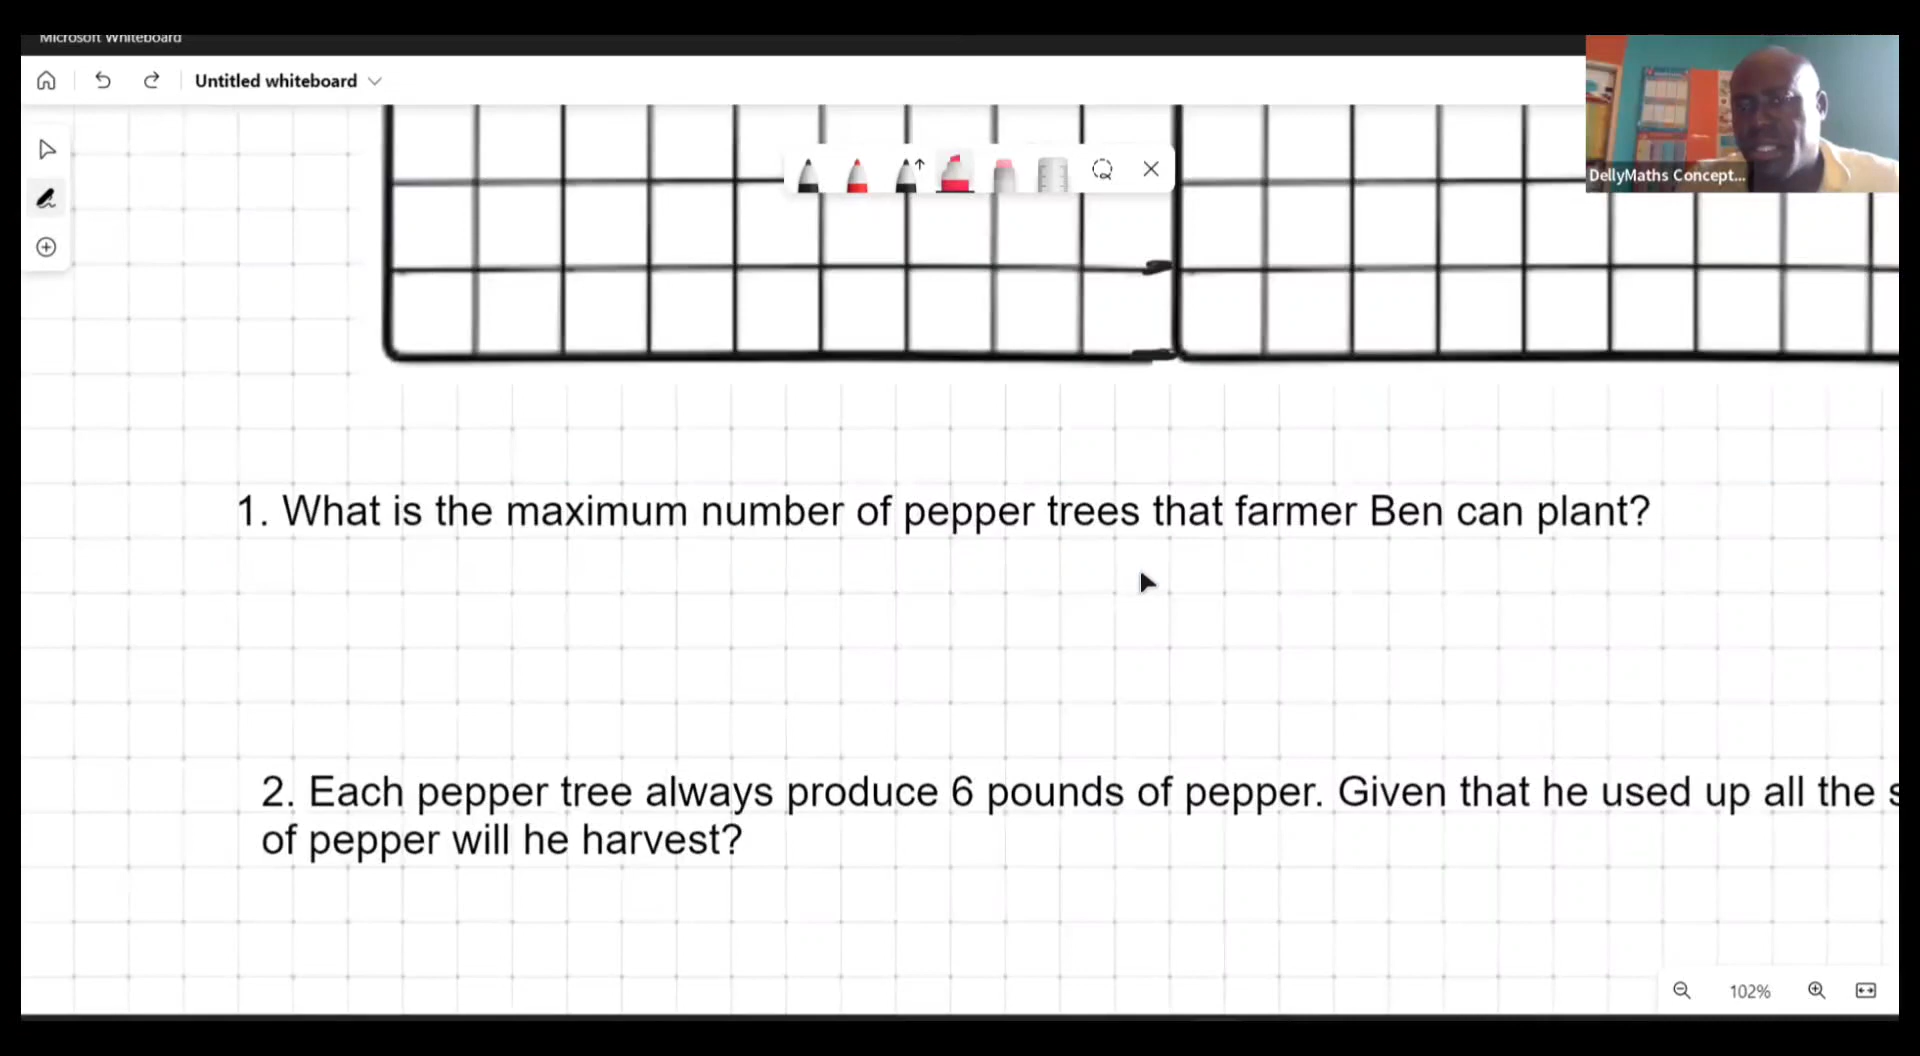 Microsoft Whiteboard
Untitled whiteboard
DellyMaths Concept...
1. What is the maximum number of pepper trees that farmer Ben can plant?
2. Each pepper tree always produce 6 pounds of pepper. Given that he used up all the s
of pepper will he harvest?
102%